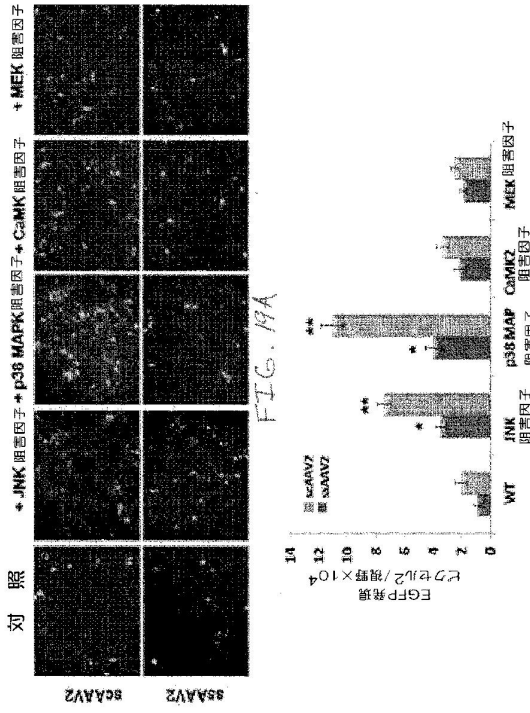 対 照
+ JNK 阻害因子
+ p38 MAPK 阻害因子
+ CaMK 阻害因子
+ MEK 阻害因子
scAAV2
ssAAV2
FIG. 19A
EGFP発現
ピクセル2/視野×104
14
12
10
8
6
4
2
0
scAAV2
ssAAV2
*
**
*
**
WT
JNK
阻害因子
p38 MAP
阻害因子
CaMK2
阻害因子
MEK 阻害因子